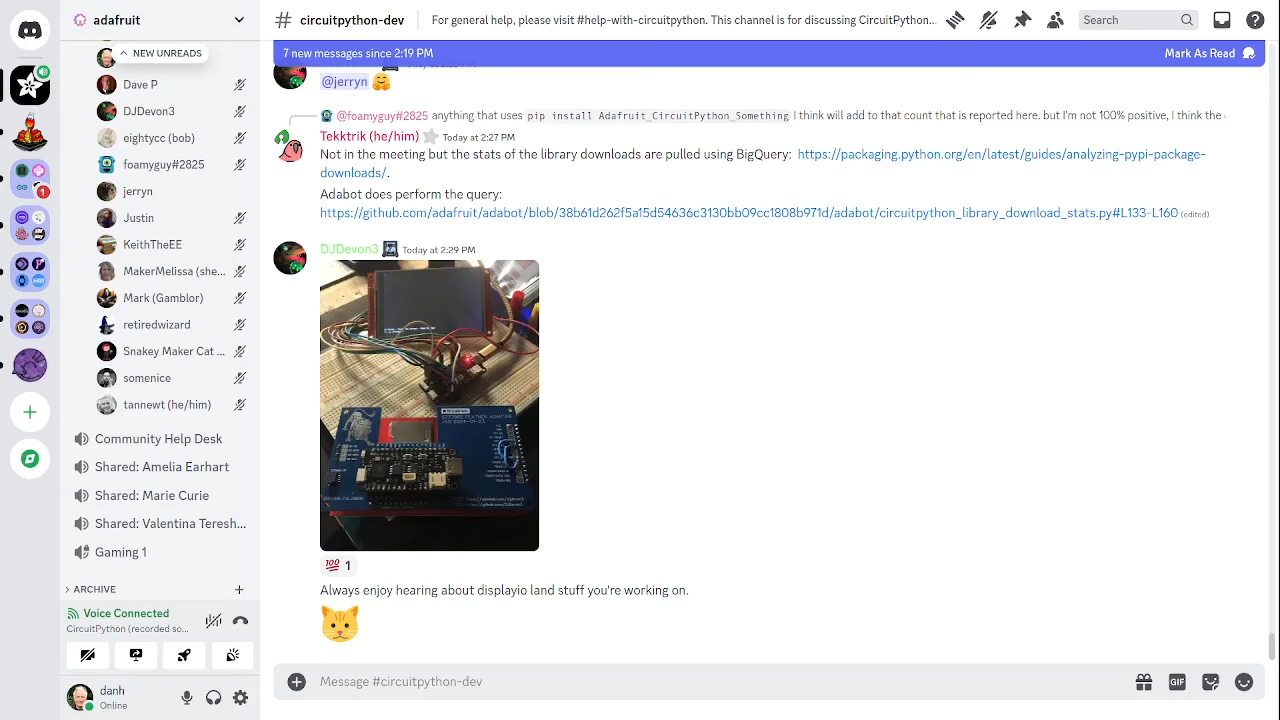 adafruit
NEW UNREADS
Dave P
DJDevon3
eightycc (bob)
foamyguy#2825
jerryn
Justin
KeithTheEE
MakerMelissa (she...
Mark (Gamblor)
retiredwizard
Snakey Maker Cat ...
somenice
tannewt (he/him)
Community Help Desk
Shared: Amelia Earhart
Shared: Marie Curie
Shared: Valentina Teresh...
Gaming 1
ARCHIVE
Voice Connected
CircuitPython (recorded so...
danh
Online
1
circuitpython-dev
For general help, please visit #help-with-circuitpython. This channel is for discussing CircuitPython...
Search
7 new messages since 2:19 PM
Mark As Read
@jerryn
@foamyguy#2825 anything that uses pip install Adafruit_CircuitPython_Something I think will add to that count that is reported here. but I'm not 100% positive, I think the
Tekktrik (he/him) Today at 2:27 PM
Not in the meeting but the stats of the library downloads are pulled using BigQuery: https://packaging.python.org/en/latest/guides/analyzing-pypi-package-
downloads/.
Adabot does perform the query:
https://github.com/adafruit/adabot/blob/38b61d262f5a15d54636c3130bb09cc1808b971d/adabot/circuitpython_library_download_stats.py#L133-L160 (edited)
DJDevon3 Today at 2:29 PM
100 1
Always enjoy hearing about displayio land stuff you're working on.
Message #circuitpython-dev
GIF